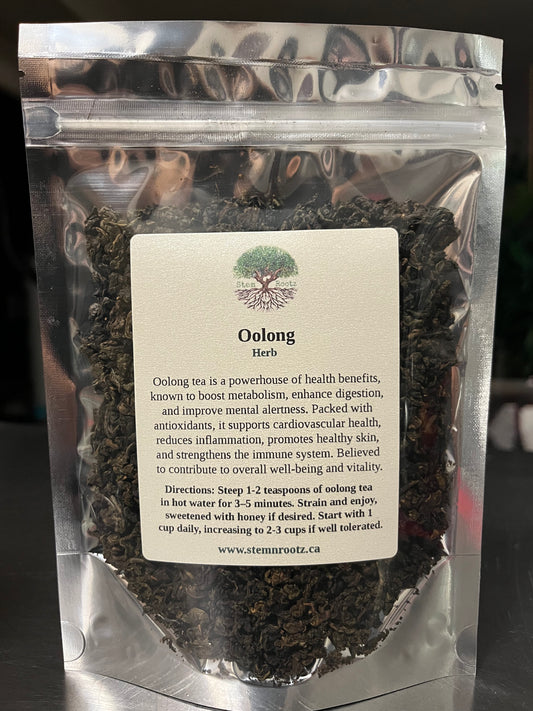 Stem Rootz
Oolong
Herb
Oolong tea is a powerhouse of health benefits,
known to boost metabolism, enhance digestion,
and improve mental alertness. Packed with
antioxidants, it supports cardiovascular health,
reduces inflammation, promotes healthy skin,
and strengthens the immune system. Believed
to contribute to overall well-being and vitality.
Directions: Steep 1-2 teaspoons of oolong tea
in hot water for 3–5 minutes. Strain and enjoy,
sweetened with honey if desired. Start with 1
cup daily, increasing to 2-3 cups if well tolerated.
www.stemnrootz.ca